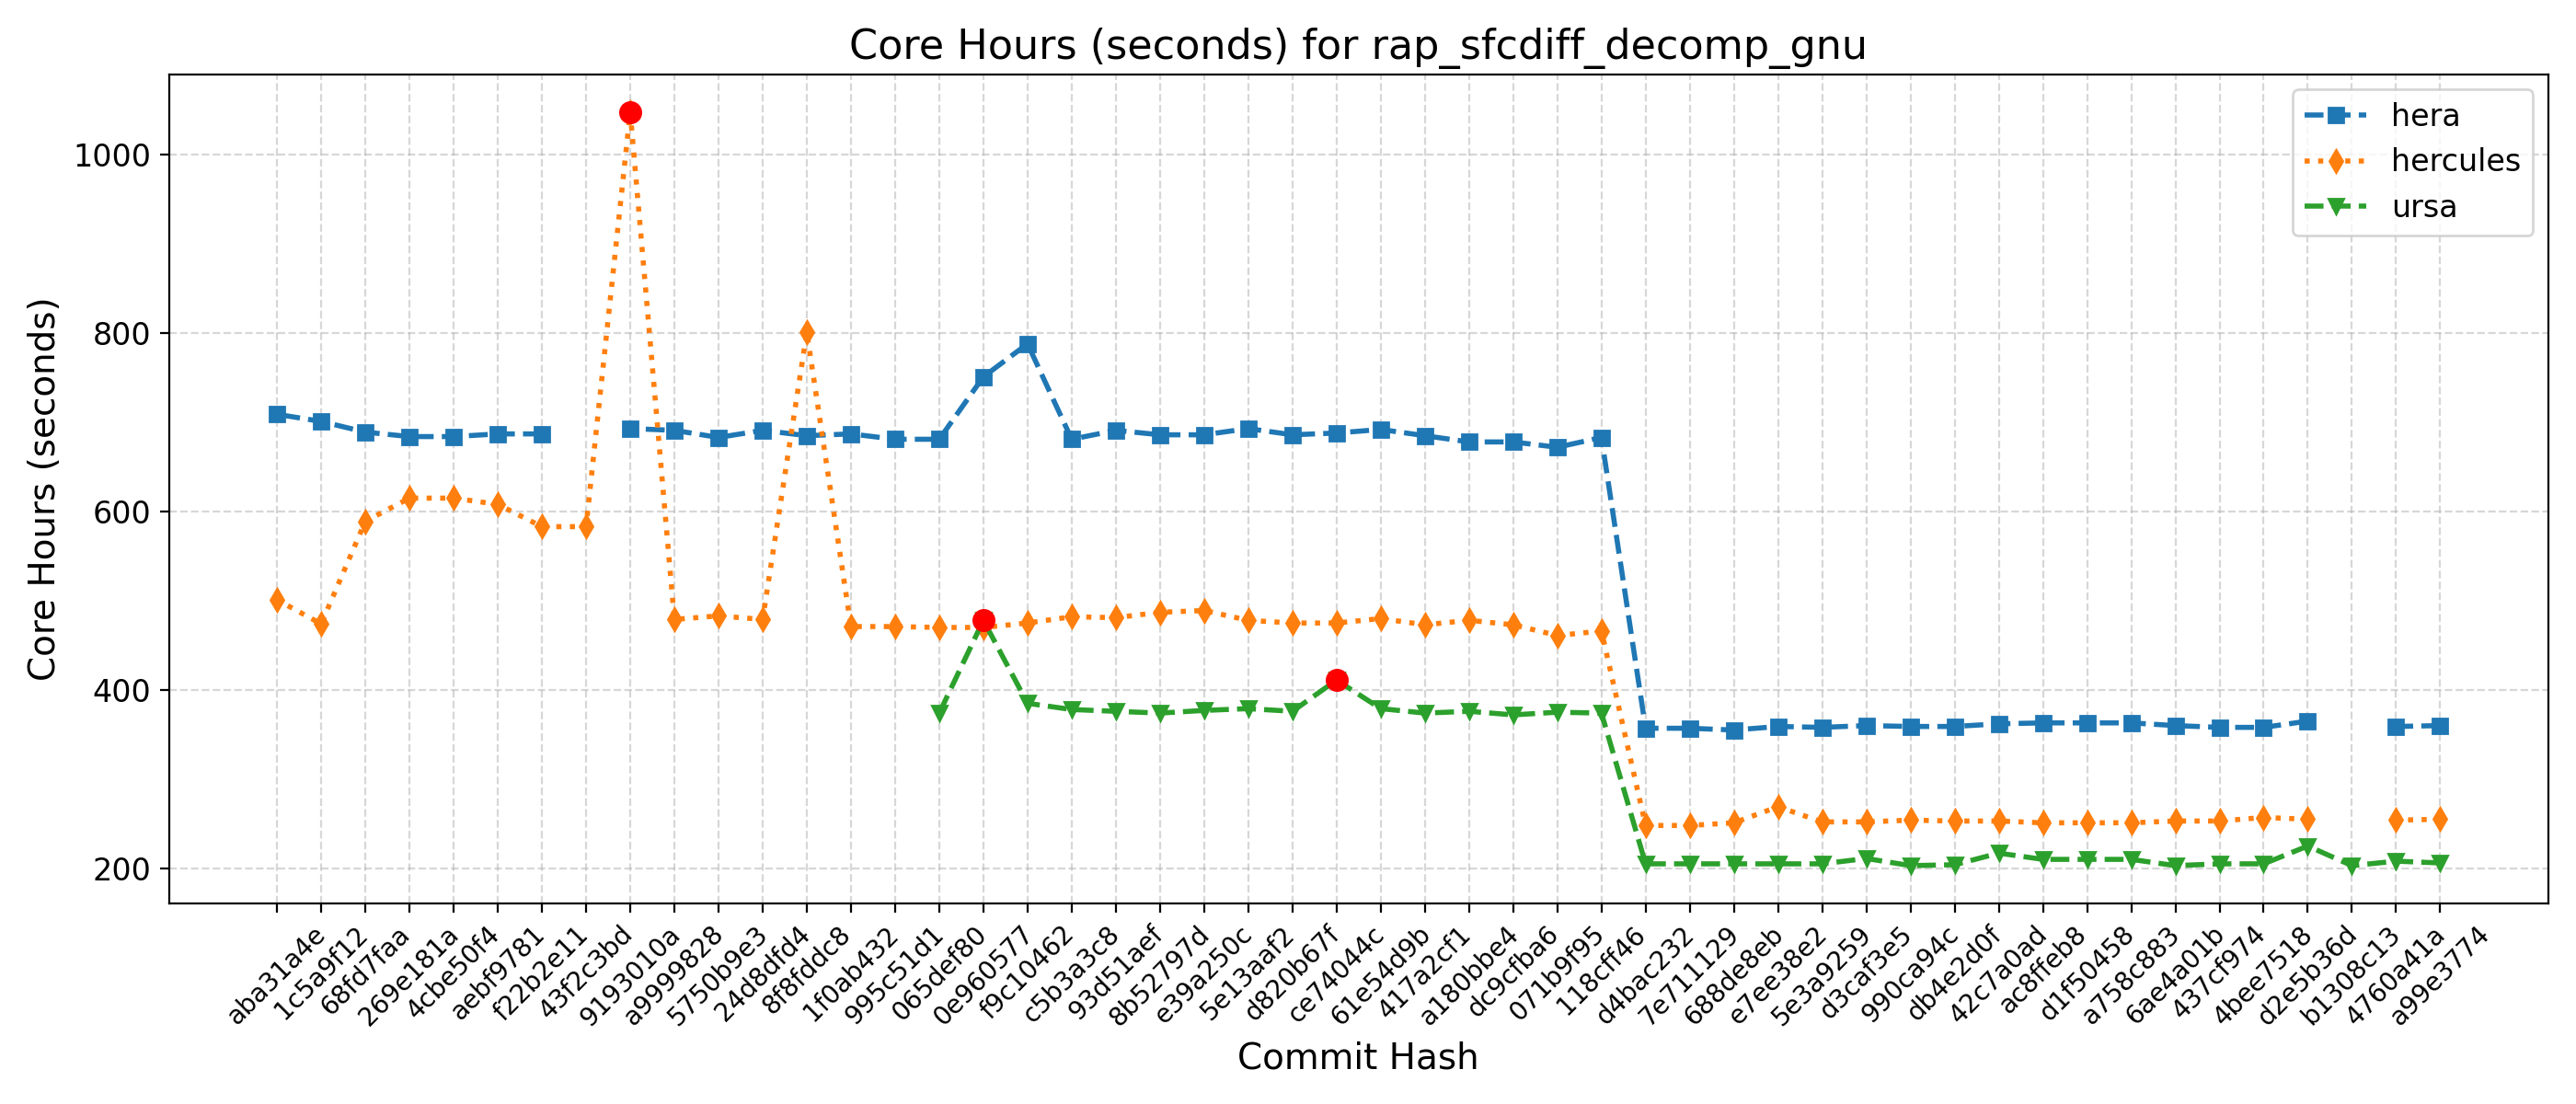 Core Hours (seconds) for rap_sfcdiff_decomp_gnu
hera
hercules
ursa
Core Hours (seconds)
1000
800
600
400
200
aba31a4e
1c5a9f12
68fd7faa
269e181a
4cbe50f4
aebf9781
f22b2e11
43f2c3bd
9193010a
a9999828
5750b9e3
24d8dfd4
8f8fddc8
1f0ab432
995c51d1
065def80
0e960577
f9c10462
c5b3a3c8
93d51aef
8b52797d
e39a250c
5e13aaf2
d820b67f
ce74044c
61e54d9b
417a2cf1
a180bbe4
dc9cfba6
071b9f95
118cff46
d4bac232
7e711129
688de8eb
e7ee38e2
5e3a9259
d3caf3e5
990ca94c
db4e2d0f
42c7a0ad
ac8ffeb8
d1f50458
a758c883
6ae4a01b
437cf974
4bee7518
d2e5b36d
b1308c13
4760a41a
a99e3774
Commit Hash